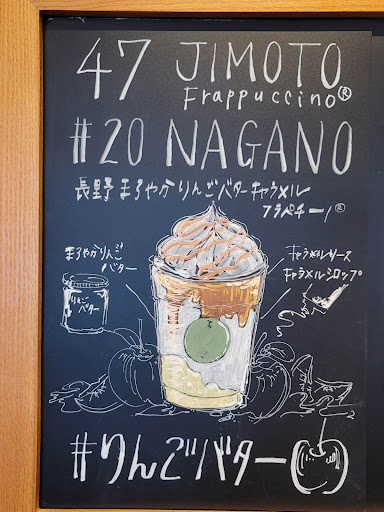 47 JIMOTO
Frappuccino®
#20 NAGANO
長野 まろやかりんごバターキャラメル
フラペチーノ®
まろやかりんご
バター
キャラメルソース
キャラメルシロップ
りんご
バター
#りんごバター